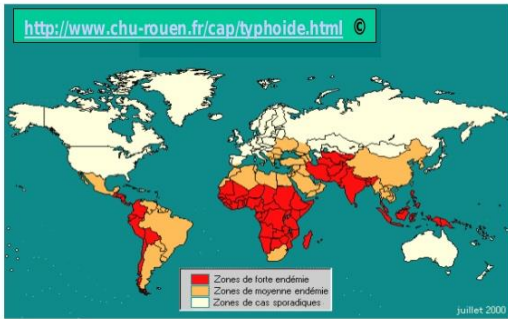 http://www.chu-rouen.fr/cap/typhoide.html ©
Zones de forte endémie
Zones de moyenne endémie
Zones de cas sporadiques
juillet 2000